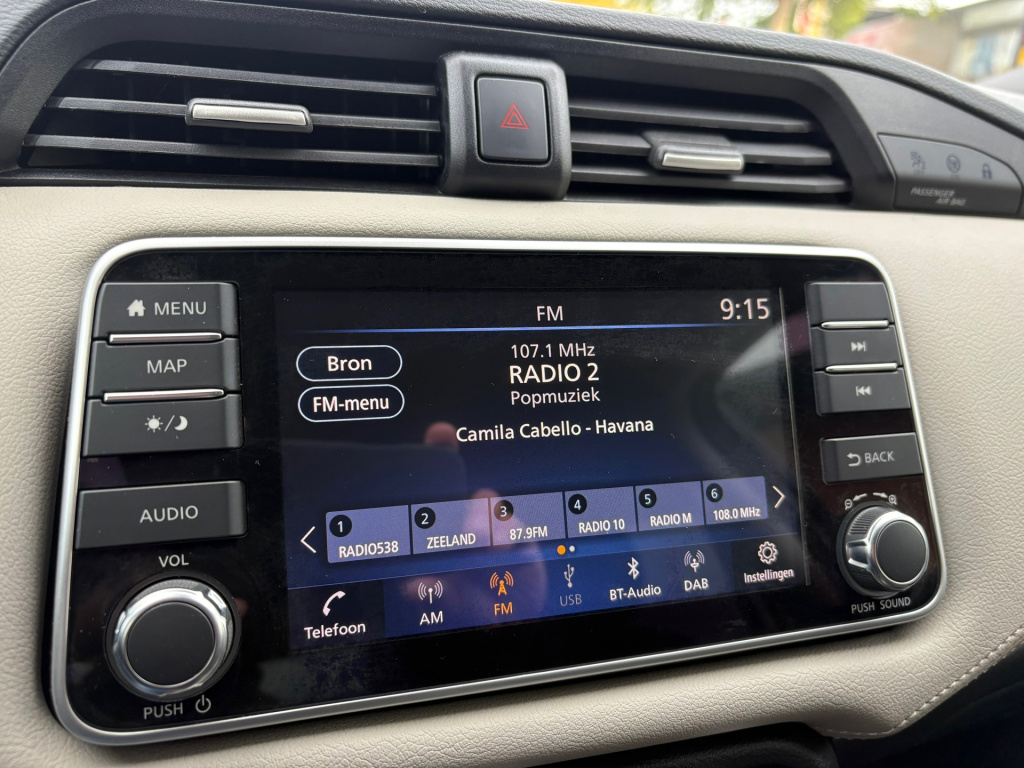 PASSENGER
AIR BAG
MENU
MAP
AUDIO
VOL
PUSH
FM
9:15
Bron
FM-menu
107.1 MHz
RADIO 2
Popmuziek
Camila Cabello - Havana
1 RADIO538
2 ZEELAND
3 87.9FM
4 RADIO 10
5 RADIO M
6 108.0 MHz
Telefoon
AM
FM
USB
BT-Audio
DAB
Instellingen
BACK
PUSH SOUND